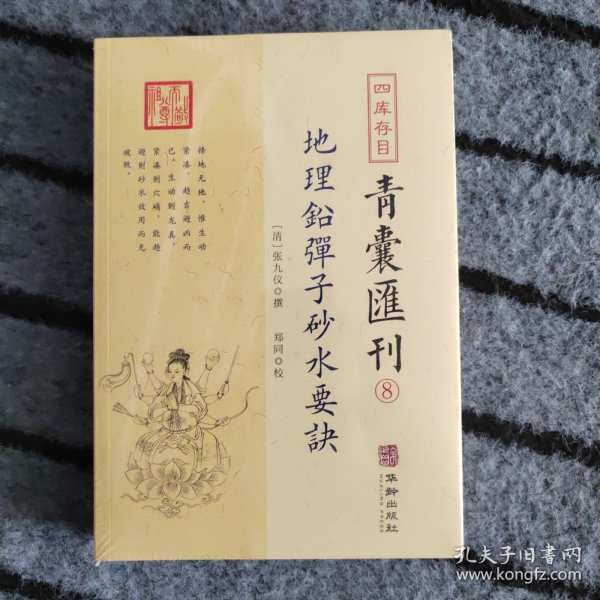 四库存目
青囊匯刊
⑧
地理鉛彈子砂水要訣
[清]张九仪◎撰 郑同◎校
择地无他，惟生动
紧凑，趋吉避凶而
已。生动则龙真，
紧凑则穴確，能趋
避则砂水效用而无
破败。
华龄出版社
HUALING PRESS
孔夫子旧书网
www.kongfz.com